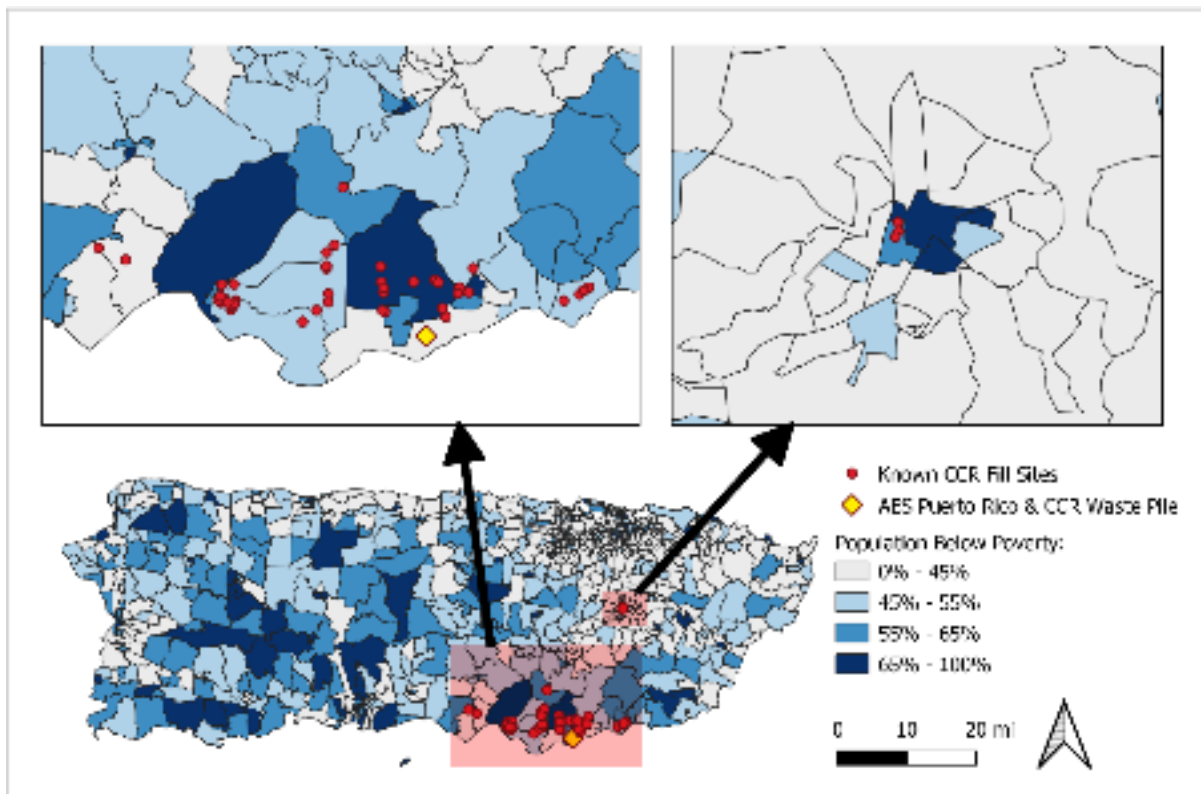 Known CCR Fill Sites
AES Puerto Rico & CCR Waste Pile
Population Below Poverty:
0% - 45%
45% - 55%
55% - 65%
65% - 100%
0 10 20 mi